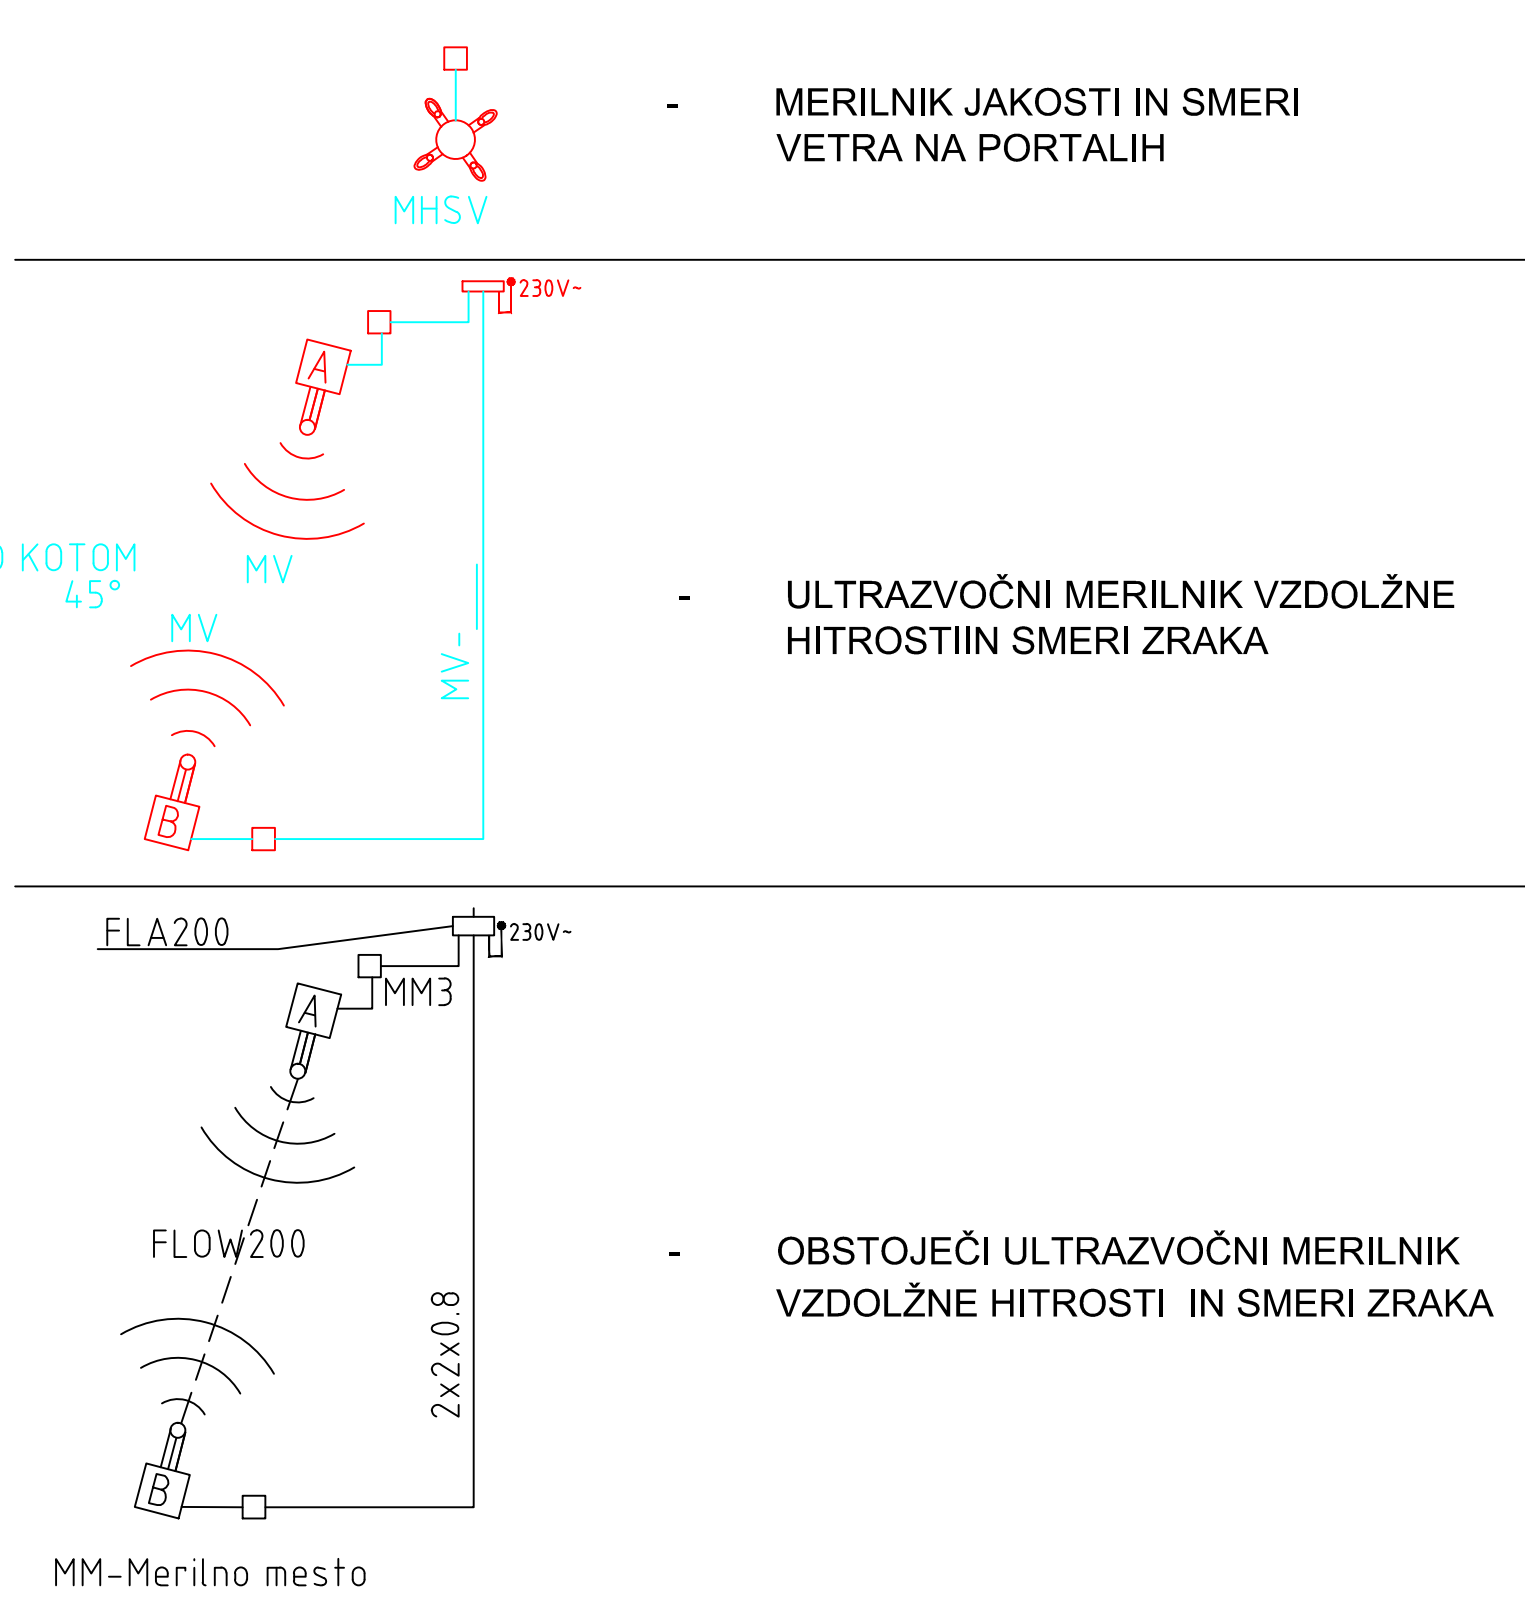 MERILNIK JAKOSTI IN SMERI
VETRA NA PORTALIH
MHSV
230V~
A
KOTOM
45°
MV
MV
MV-
B
ULTRAZVOČNI MERILNIK VZDOLŽNE
HITROSTIIN SMERI ZRAKA
FLA200
230V~
MM3
A
FLOW200
2x2x0.8
B
OBSTOJEČI ULTRAZVOČNI MERILNIK
VZDOLŽNE HITROSTI IN SMERI ZRAKA
MM-Merilno mesto